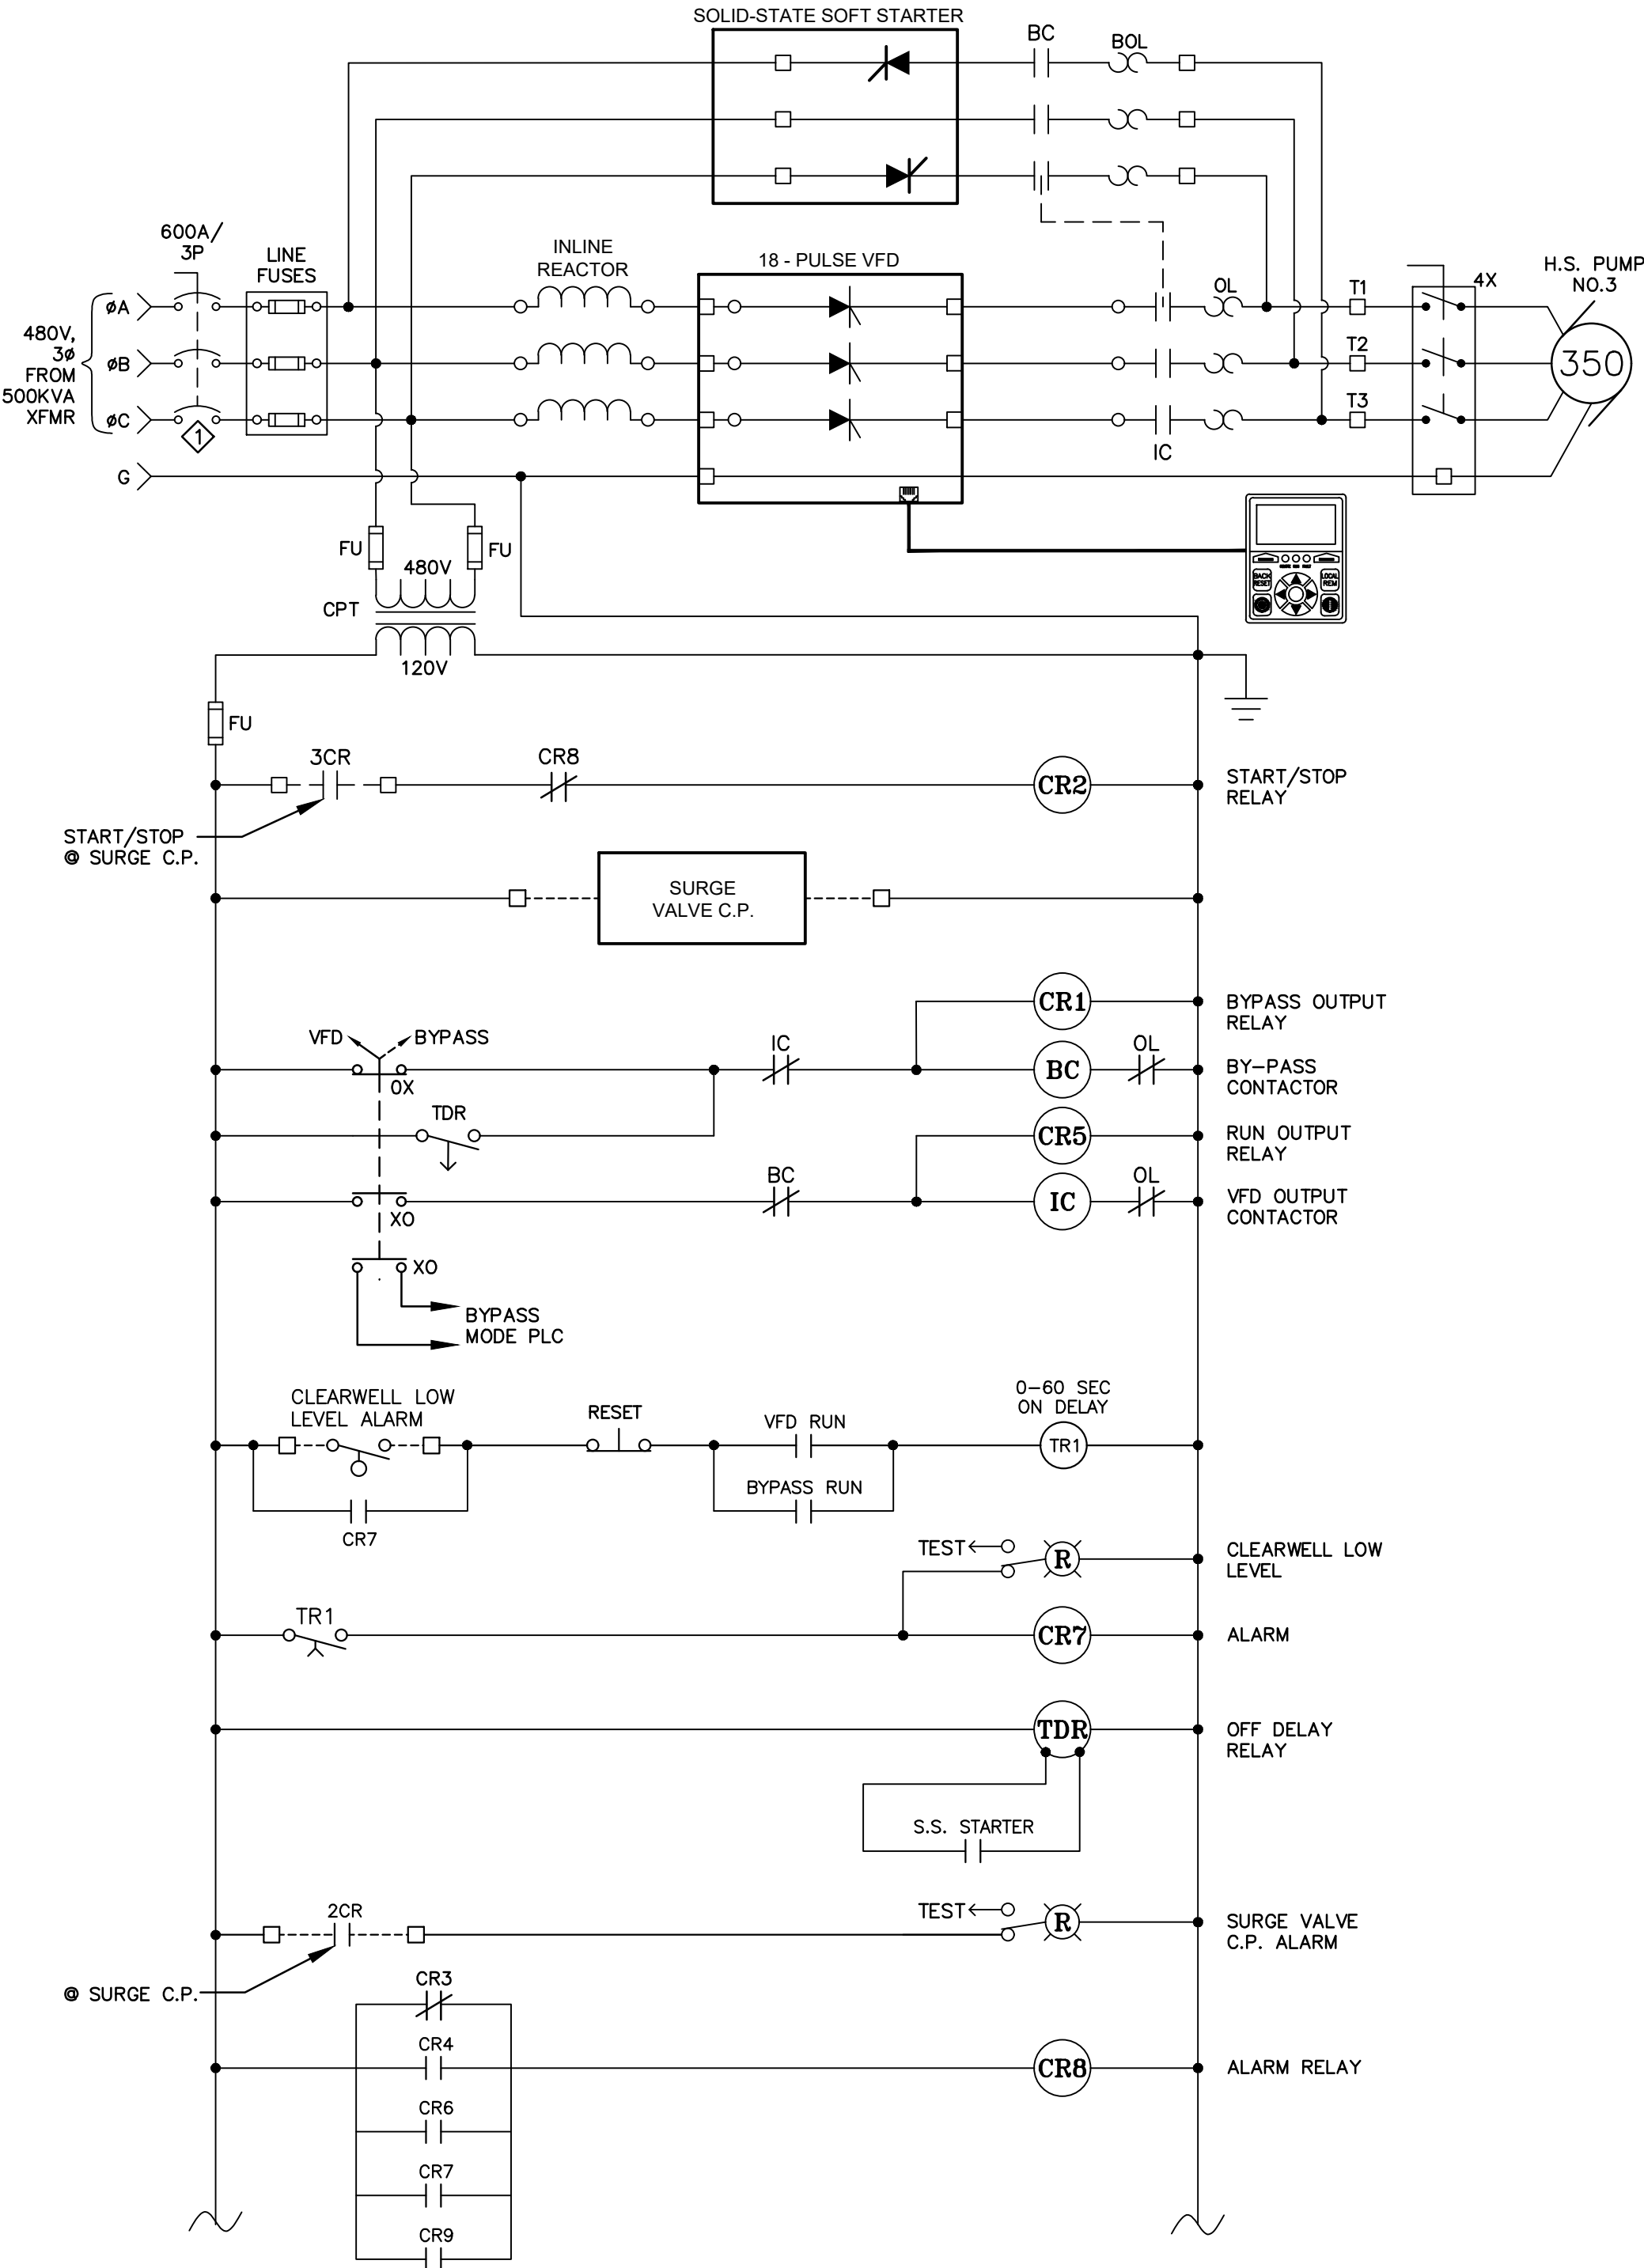 SOLID-STATE SOFT STARTER
BC
BOL
600A/
3P
LINE
FUSES
INLINE
REACTOR
18 - PULSE VFD
OL
T1
4X
H.S. PUMP
NO.3
480V,
3ø
FROM
500KVA
XFMR
øA
øB
øC
G
1
T2
T3
350
IC
FU
FU
480V
CPT
120V
BACK
RESET
LOCAL
REM
FU
3CR
CR8
CR2
START/STOP
RELAY
START/STOP
@ SURGE C.P.
SURGE
VALVE C.P.
CR1
BYPASS OUTPUT
RELAY
VFD
BYPASS
OX
IC
BC
OL
BY-PASS
CONTACTOR
TDR
CR5
RUN OUTPUT
RELAY
XO
BC
IC
OL
VFD OUTPUT
CONTACTOR
XO
BYPASS
MODE PLC
CLEARWELL LOW
LEVEL ALARM
RESET
VFD RUN
0-60 SEC
ON DELAY
TR1
BYPASS RUN
CR7
TEST
R
CLEARWELL LOW
LEVEL
TR1
CR7
ALARM
TDR
OFF DELAY
RELAY
S.S. STARTER
2CR
TEST
R
SURGE VALVE
C.P. ALARM
@ SURGE C.P.
CR3
CR4
CR8
ALARM RELAY
CR6
CR7
CR9